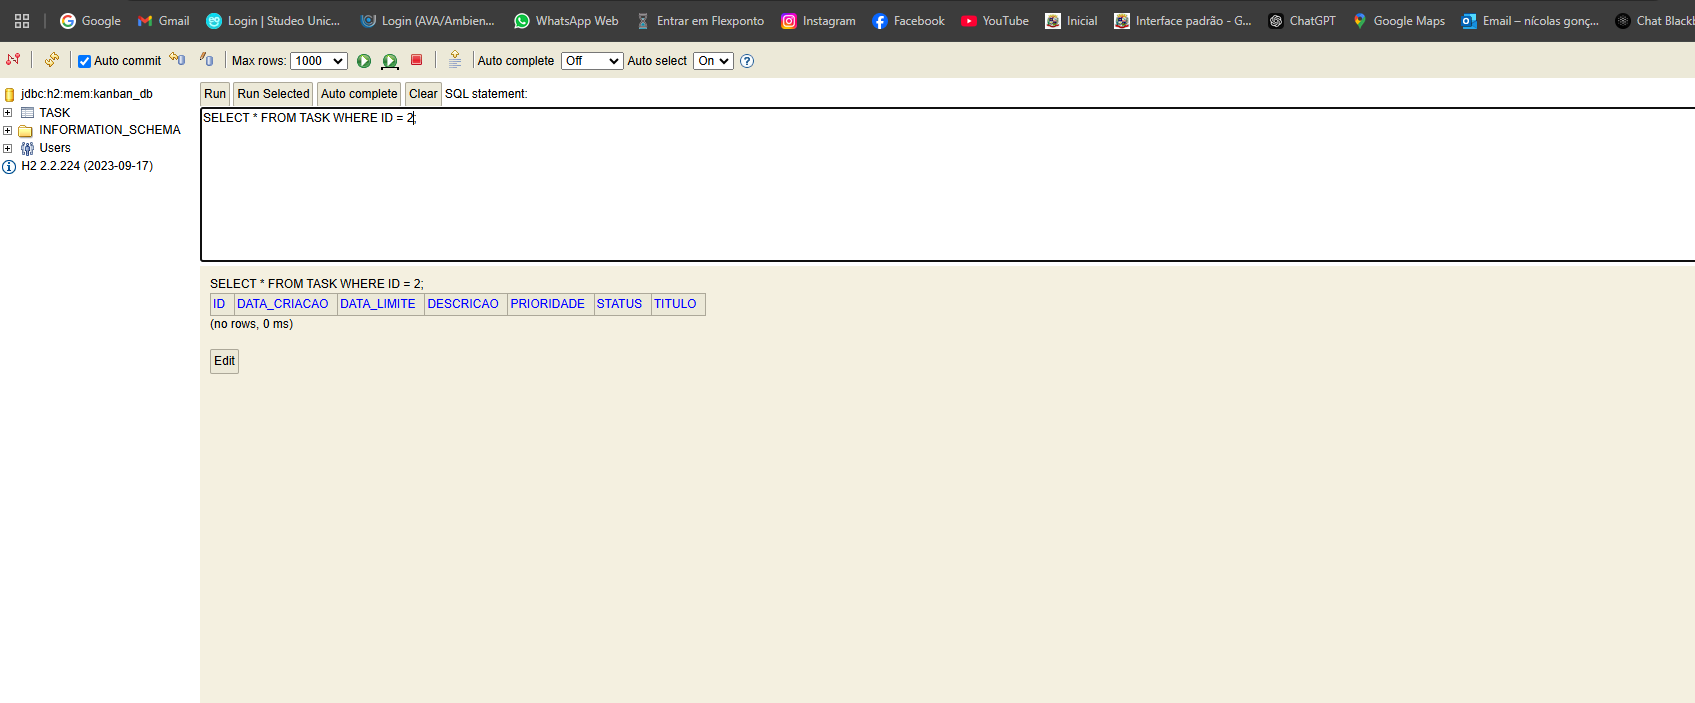 Google Gmail Login | Studeo Unic... Login (AVA/Ambien... WhatsApp Web Entrar em Flexponto Instagram Facebook YouTube Inicial Interface padrão - G... ChatGPT Google Maps Email – nícolas gonç... Chat Blackb
Auto commit Max rows: 1000 Auto complete Off Auto select On ?
jdbc:h2:mem:kanban_db
TASK
INFORMATION_SCHEMA
Users
H2 2.2.224 (2023-09-17)
Run Run Selected Auto complete Clear SQL statement:
SELECT * FROM TASK WHERE ID = 2;
SELECT * FROM TASK WHERE ID = 2;
ID DATA_CRIACAO DATA_LIMITE DESCRICAO PRIORIDADE STATUS TITULO
(no rows, 0 ms)
Edit